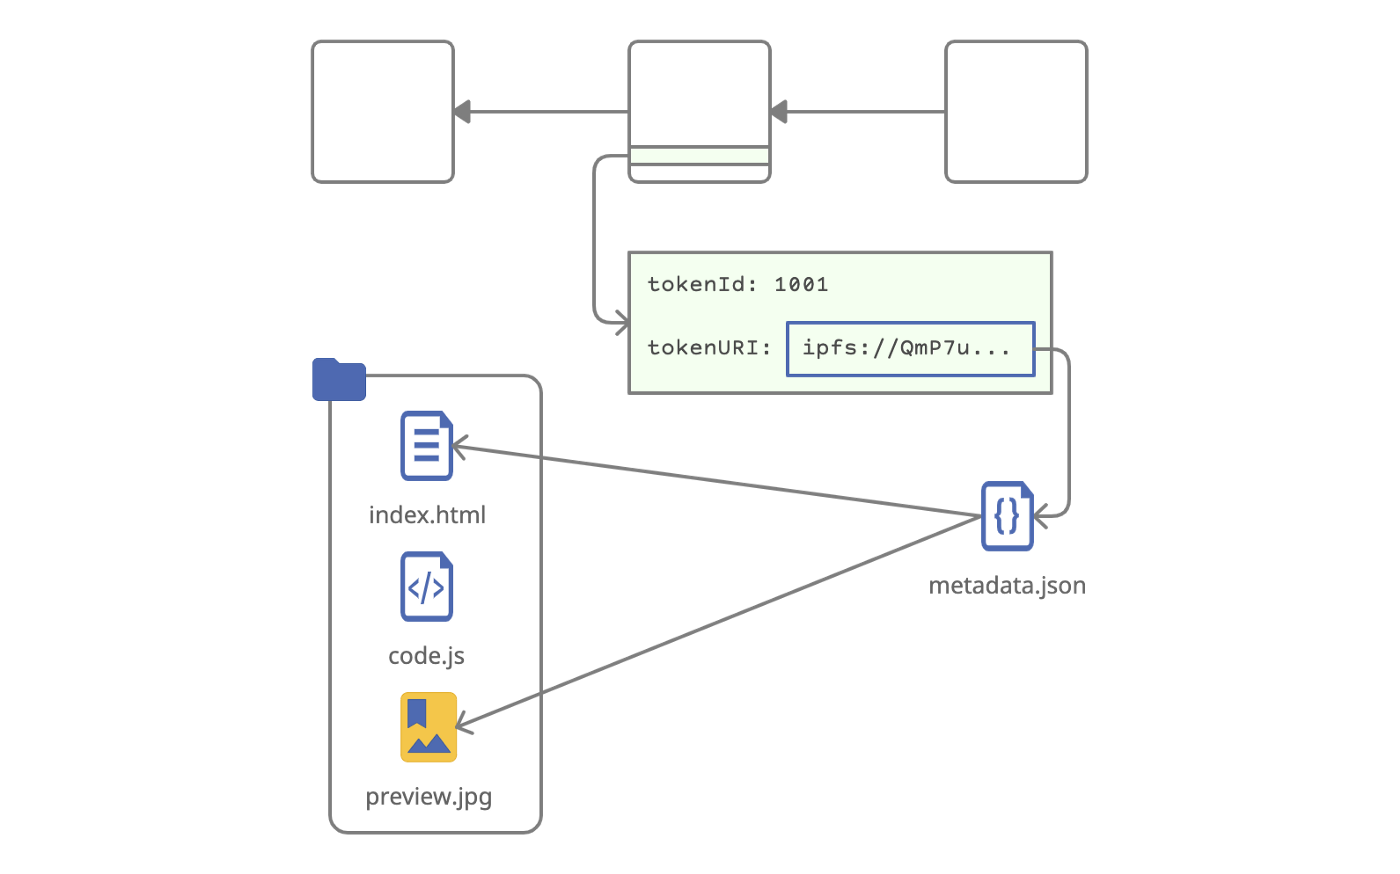 tokenId: 1001
tokenURI: ipfs://QmP7u...
index.html
metadata.json
code.js
preview.jpg